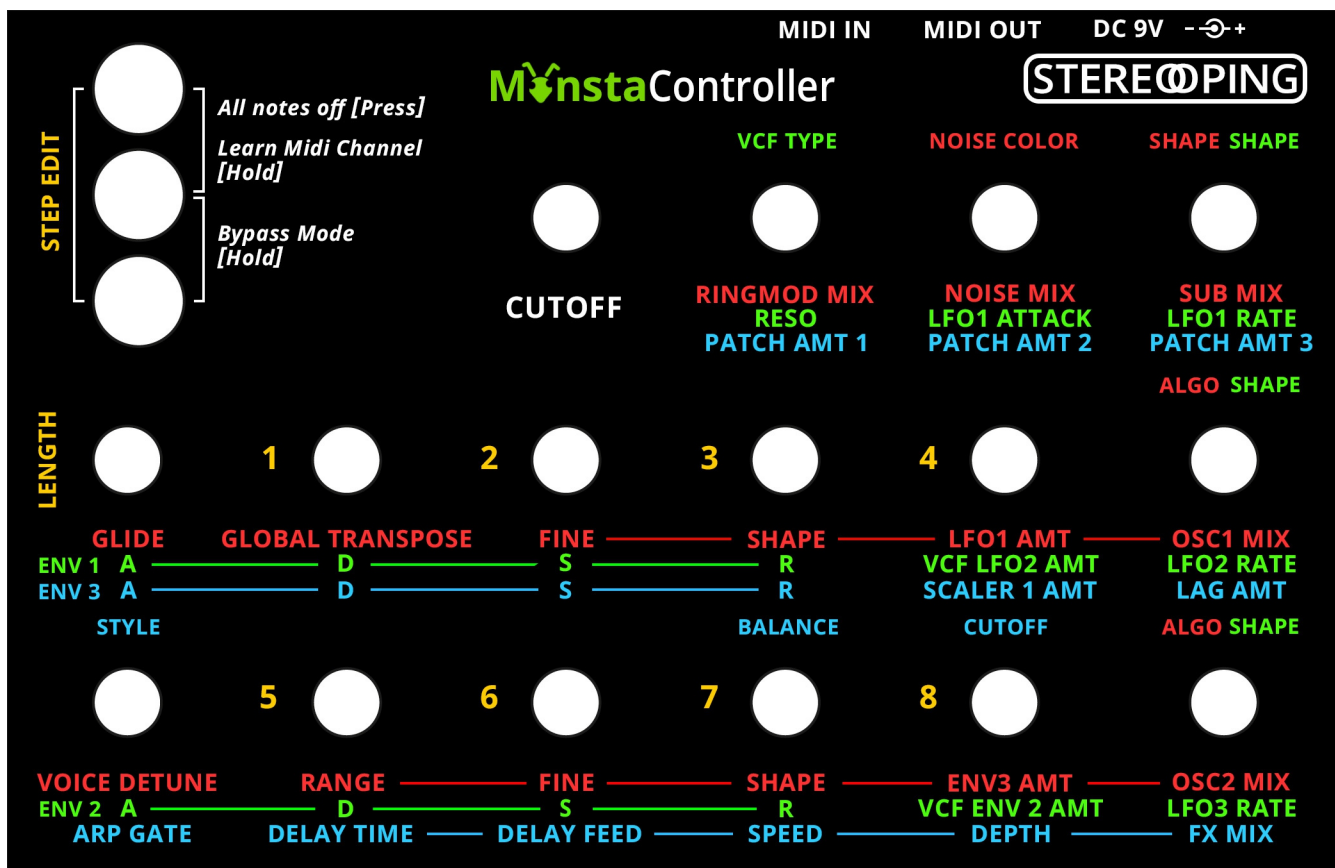 MIDI IN MIDI OUT DC 9V - +
MonstaController STEREOOPING
All notes off [Press]
Learn Midi Channel
[Hold]
Bypass Mode
[Hold]
STEP EDIT
VCF TYPE NOISE COLOR SHAPE SHAPE
CUTOFF
RINGMOD MIX NOISE MIX SUB MIX
RESO LFO1 ATTACK LFO1 RATE
PATCH AMT 1 PATCH AMT 2 PATCH AMT 3
ALGO SHAPE
LENGTH 1 2 3 4
GLIDE GLOBAL TRANSPOSE FINE SHAPE LFO1 AMT OSC1 MIX
ENV 1 A D S R VCF LFO2 AMT LFO2 RATE
ENV 3 A D S R SCALER 1 AMT LAG AMT
STYLE BALANCE CUTOFF ALGO SHAPE
5 6 7 8
VOICE DETUNE RANGE FINE SHAPE ENV3 AMT OSC2 MIX
ENV 2 A D S R VCF ENV 2 AMT LFO3 RATE
ARP GATE DELAY TIME DELAY FEED SPEED DEPTH FX MIX